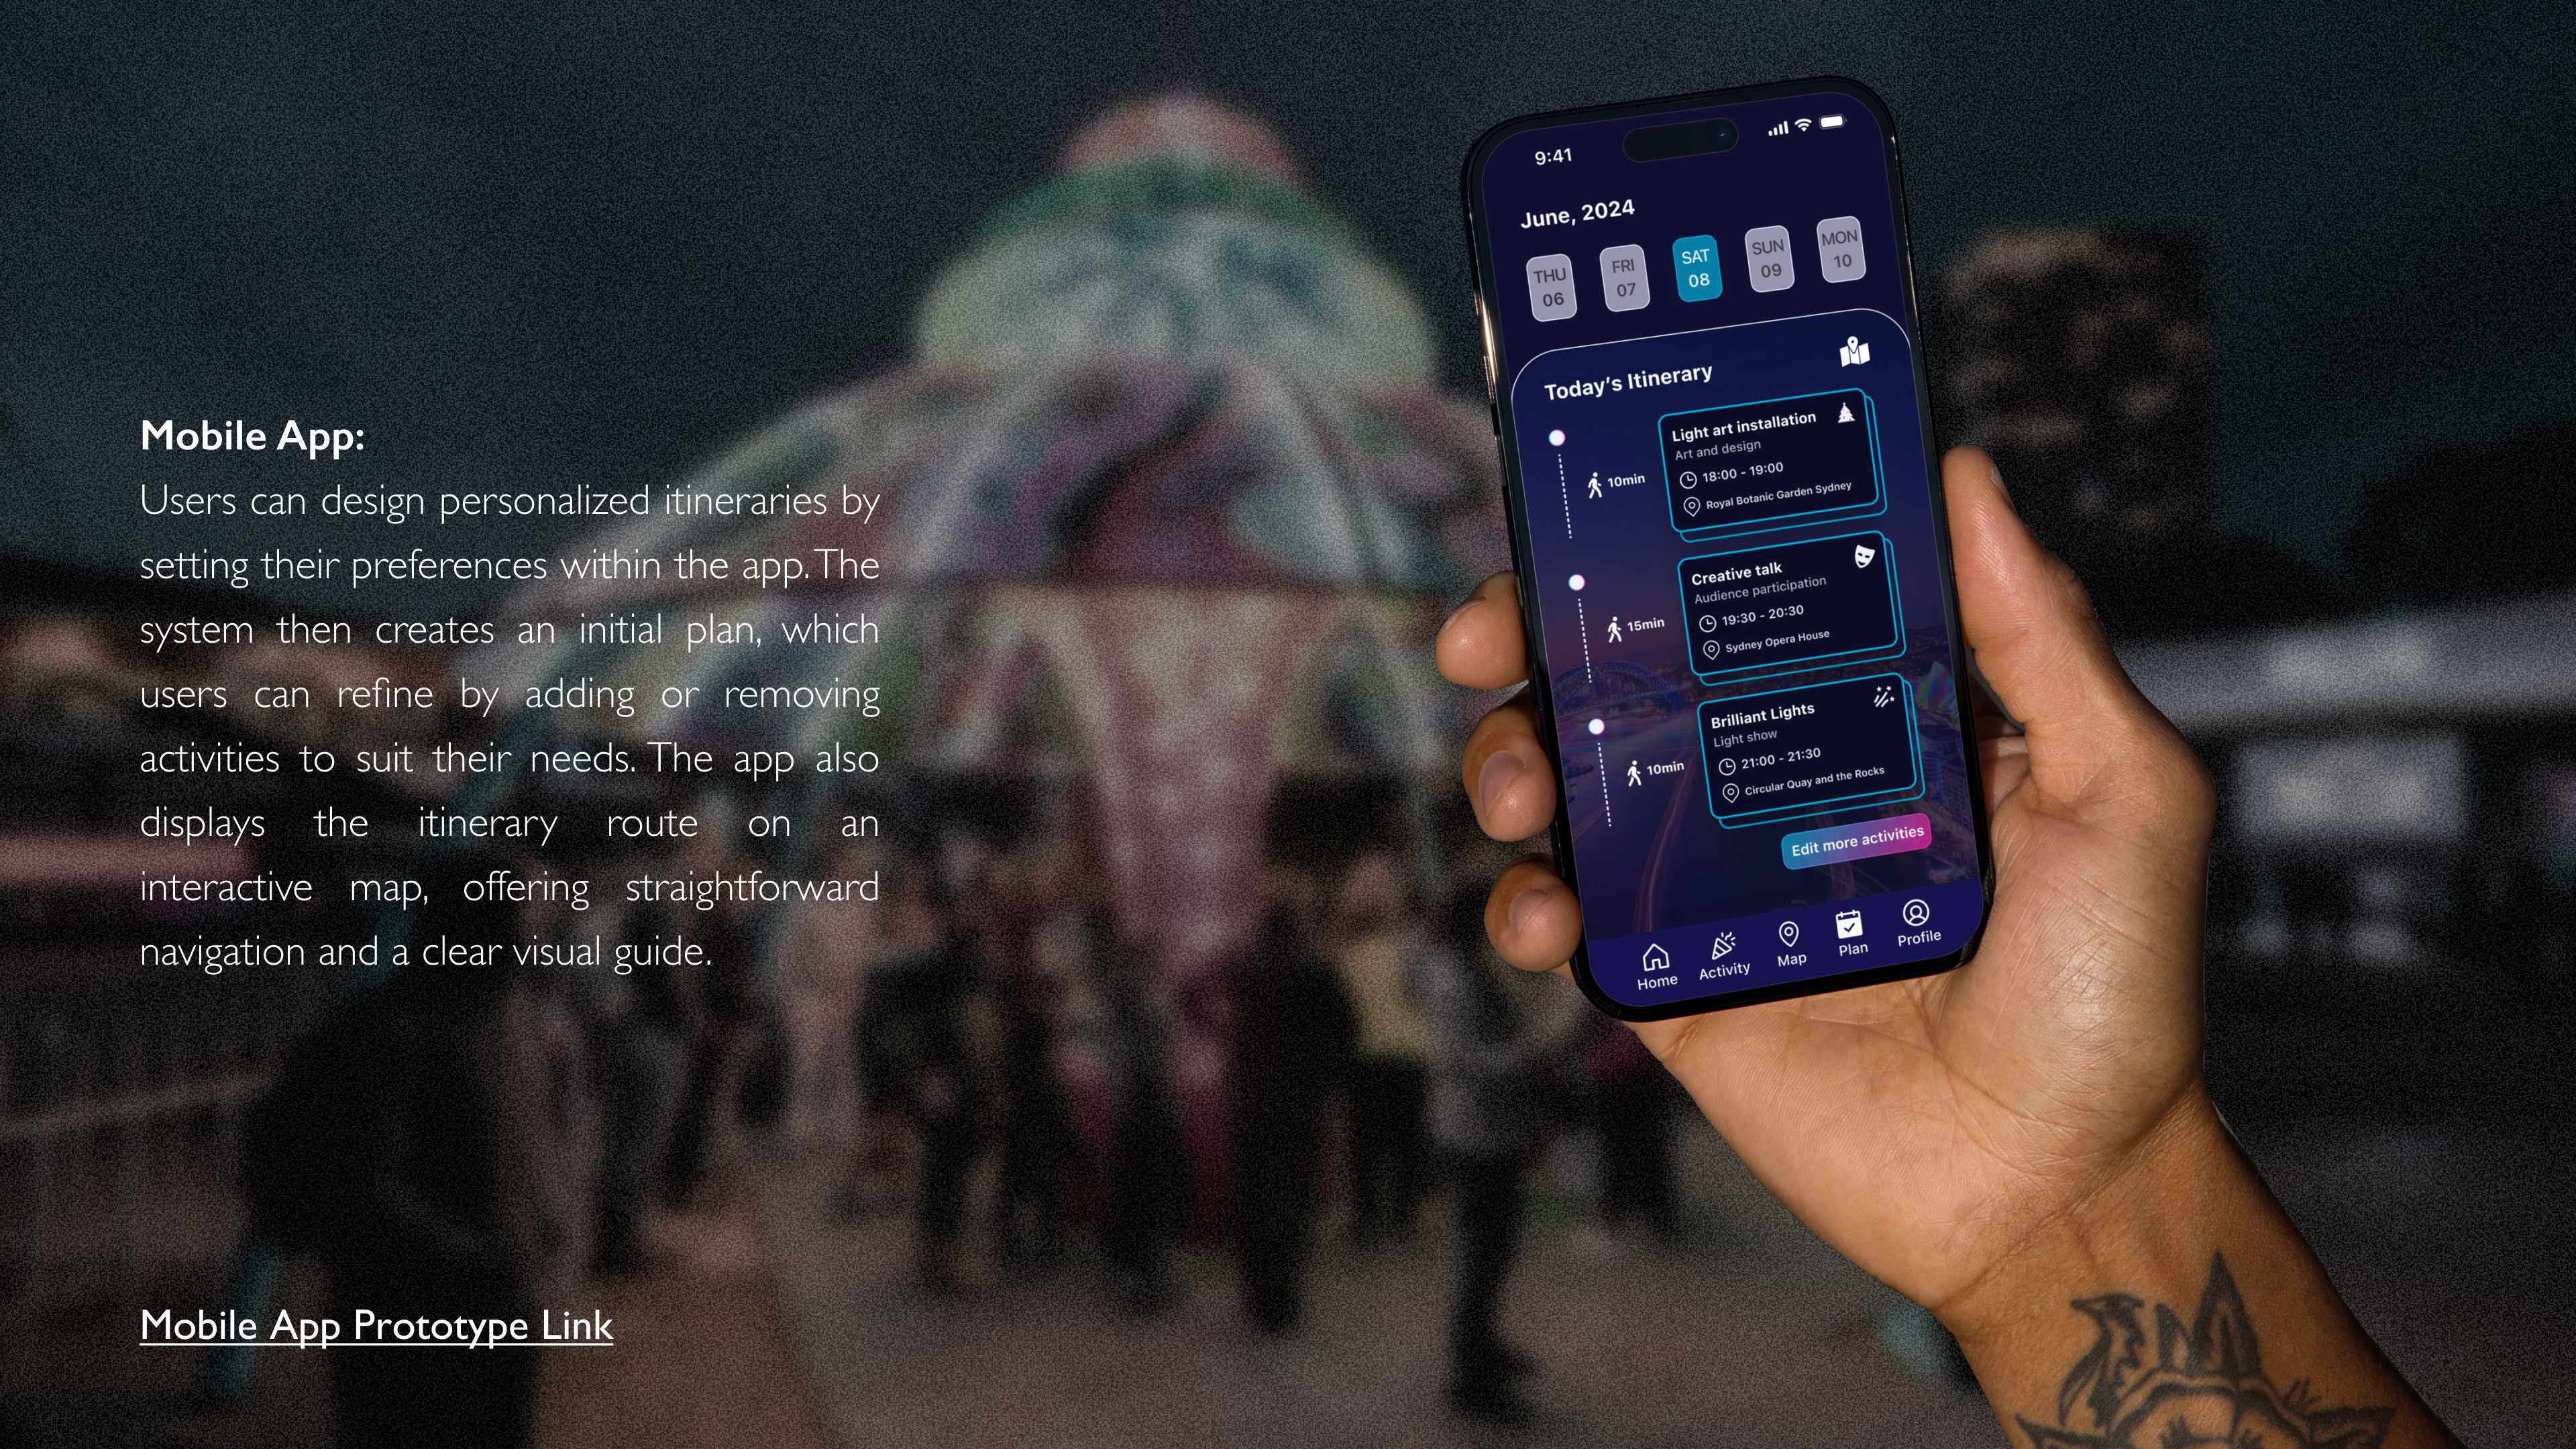 Mobile App:
Users can design personalized itineraries by
setting their preferences within the app. The
system then creates an initial plan, which
users can refine by adding or removing
activities to suit their needs. The app also
displays the itinerary route on an
interactive map, offering straightforward
navigation and a clear visual guide.
Mobile App Prototype Link
9:41
June, 2024
THU FRI SAT SUN MON
06 07 08 09 10
Today's Itinerary
Light art installation
Art and design
10min
18:00 - 19:00
Royal Botanic Garden Sydney
Creative talk
Audience participation
15min
19:30 - 20:30
Sydney Opera House
Brilliant Lights
Light show
10min
21:00 - 21:30
Circular Quay and the Rocks
Edit more activities
Home Activity Map Plan Profile